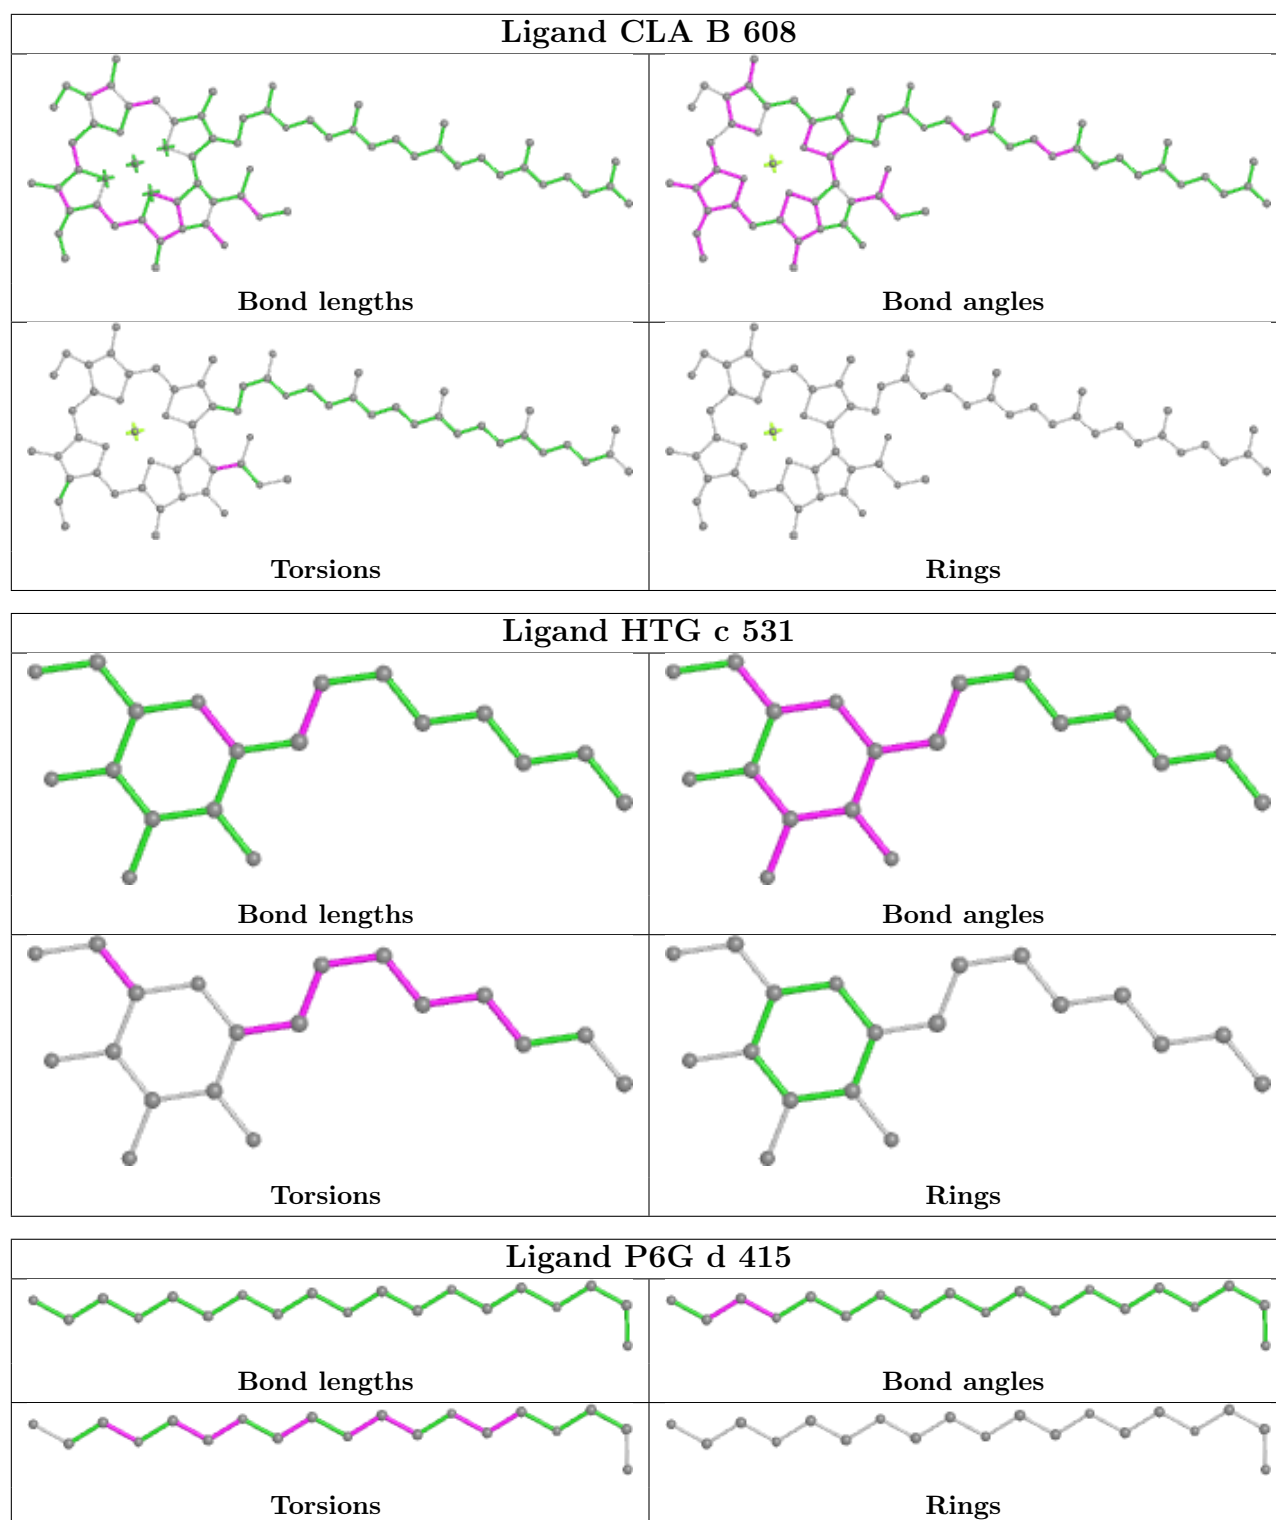 Ligand CLA B 608
Bond lengths
Bond angles
Torsions
Rings
Ligand HTG c 531
Bond lengths
Bond angles
Torsions
Rings
Ligand P6G d 415
Bond lengths
Bond angles
Torsions
Rings